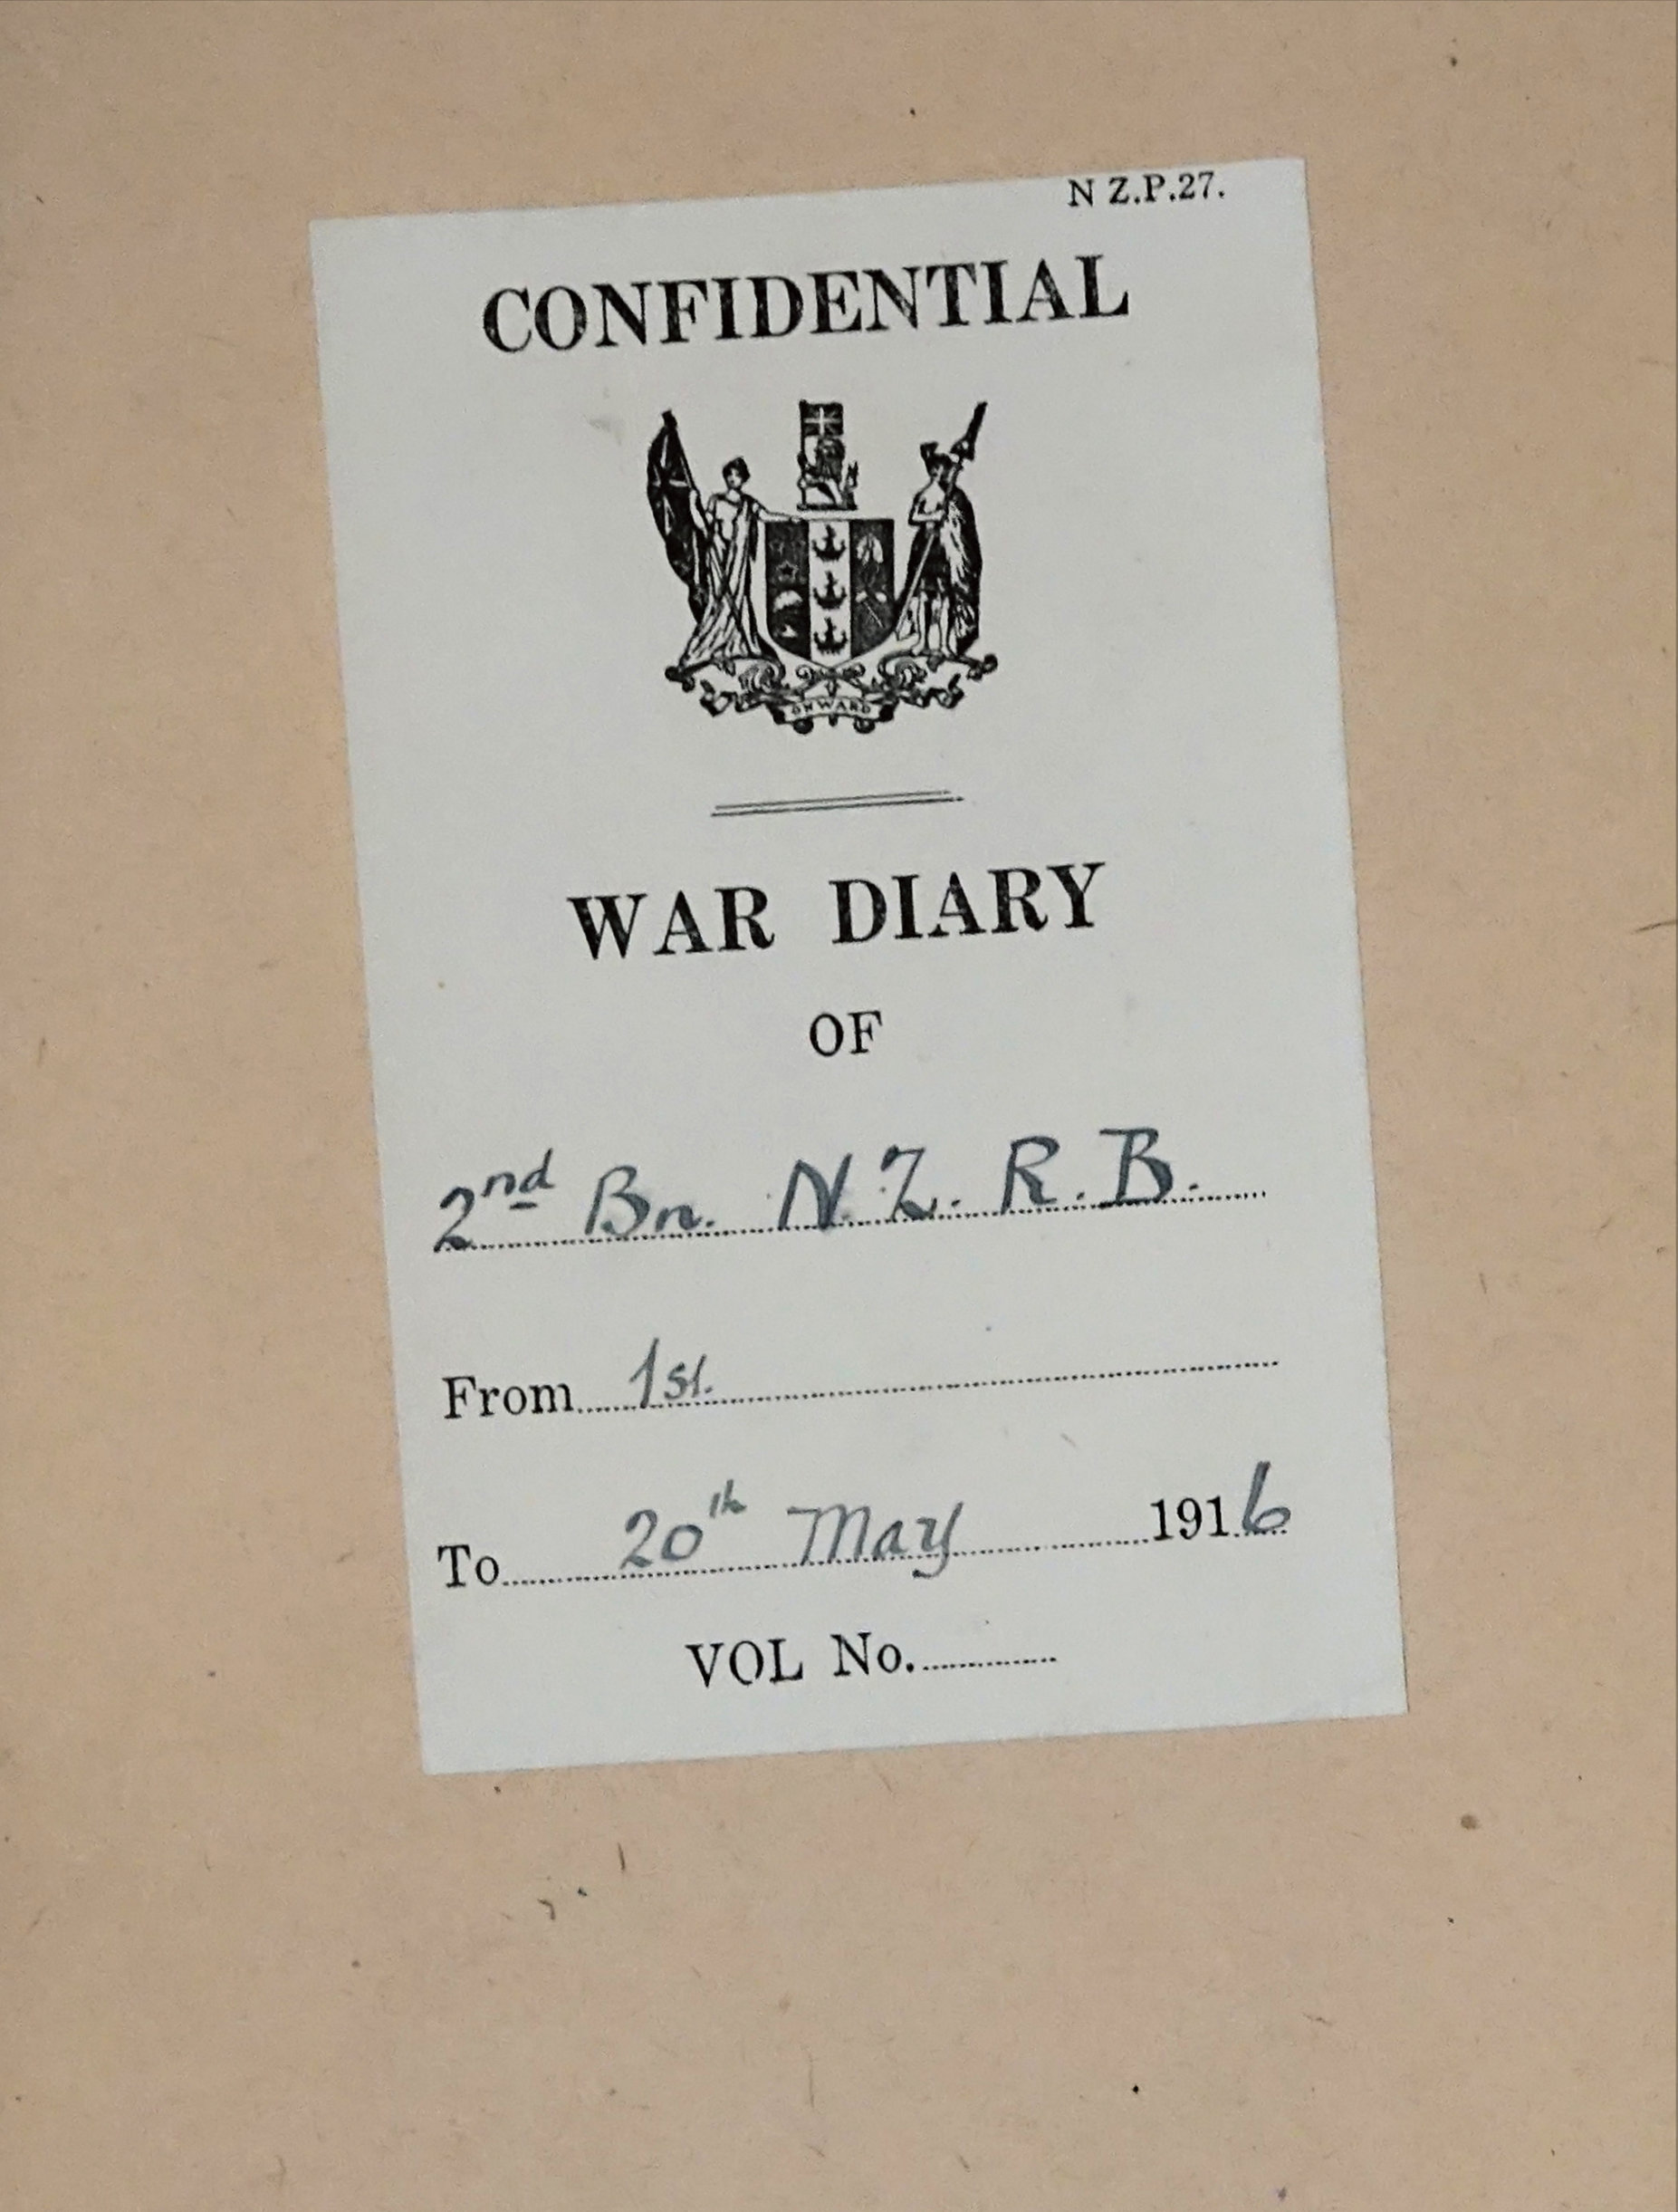 N Z.P.27.
CONFIDENTIAL
ONWARD
WAR DIARY
OF
2nd Bn. N.Z. R.B.
From 1st.
To 20th May 1916
VOL No.